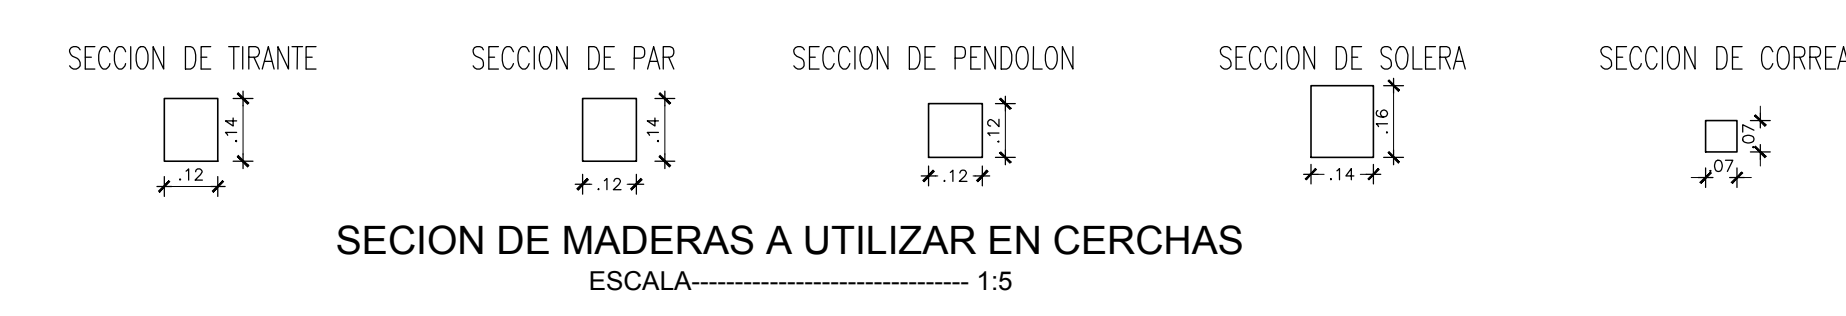 SECCION DE TIRANTE
.14
.12
SECCION DE PAR
.14
.12
SECCION DE PENDOLON
.12
.12
SECCION DE SOLERA
.16
.14
SECCION DE CORREA
.07
.07
SECION DE MADERAS A UTILIZAR EN CERCHAS
ESCALA-------------------------------- 1:5